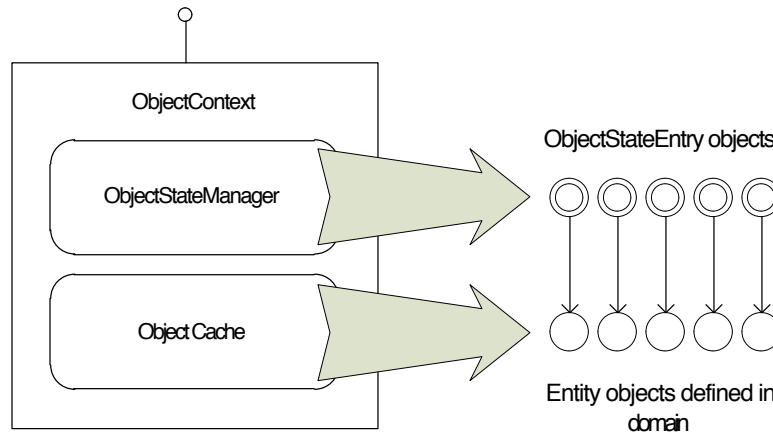 ObjectContext
ObjectStateManager
Object Cache
ObjectStateEntry objects
Entity objects defined in
domain